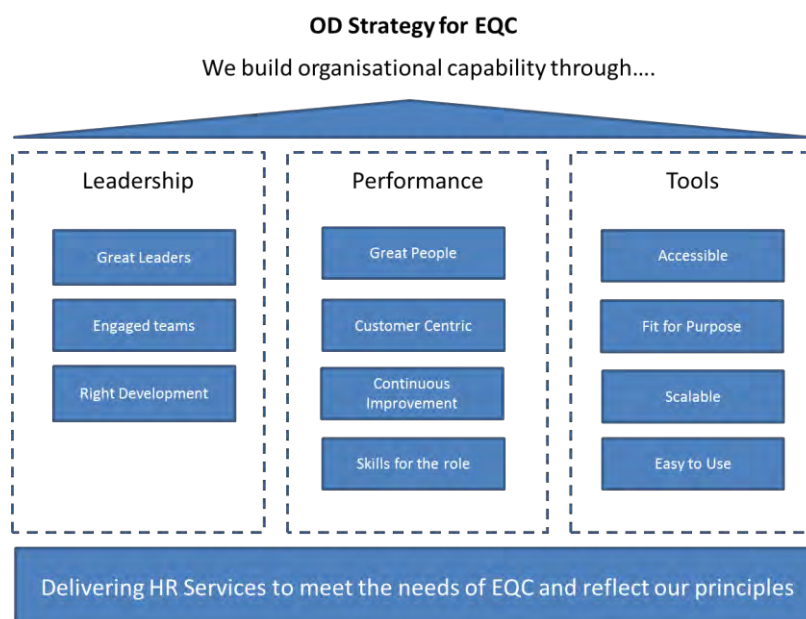 OD Strategy for EQC
We build organisational capability through....
Leadership
Great Leaders
Engaged teams
Right Development
Performance
Great People
Customer Centric
Continuous
Improvement
Skills for the role
Tools
Accessible
Fit for Purpose
Scalable
Easy to Use
Delivering HR Services to meet the needs of EQC and reflect our principles